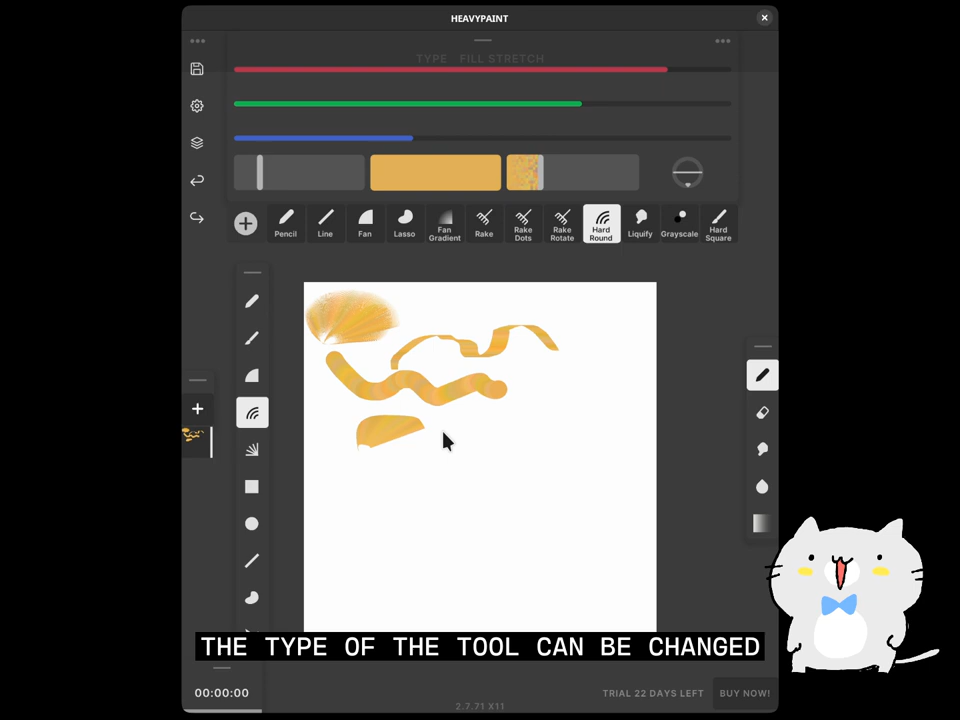 HEAVYPAINT
TYPE FILL STRETCH
Pencil
Line
Fan
Lasso
Fan
Gradient
Rake
Rake
Dots
Rake
Rotate
Hard
Round
Liquify
Grayscale
Hard
Square
THE TYPE OF THE TOOL CAN BE CHANGED
00:00:00
TRIAL 22 DAYS LEFT
BUY NOW!
2.7.71 X11